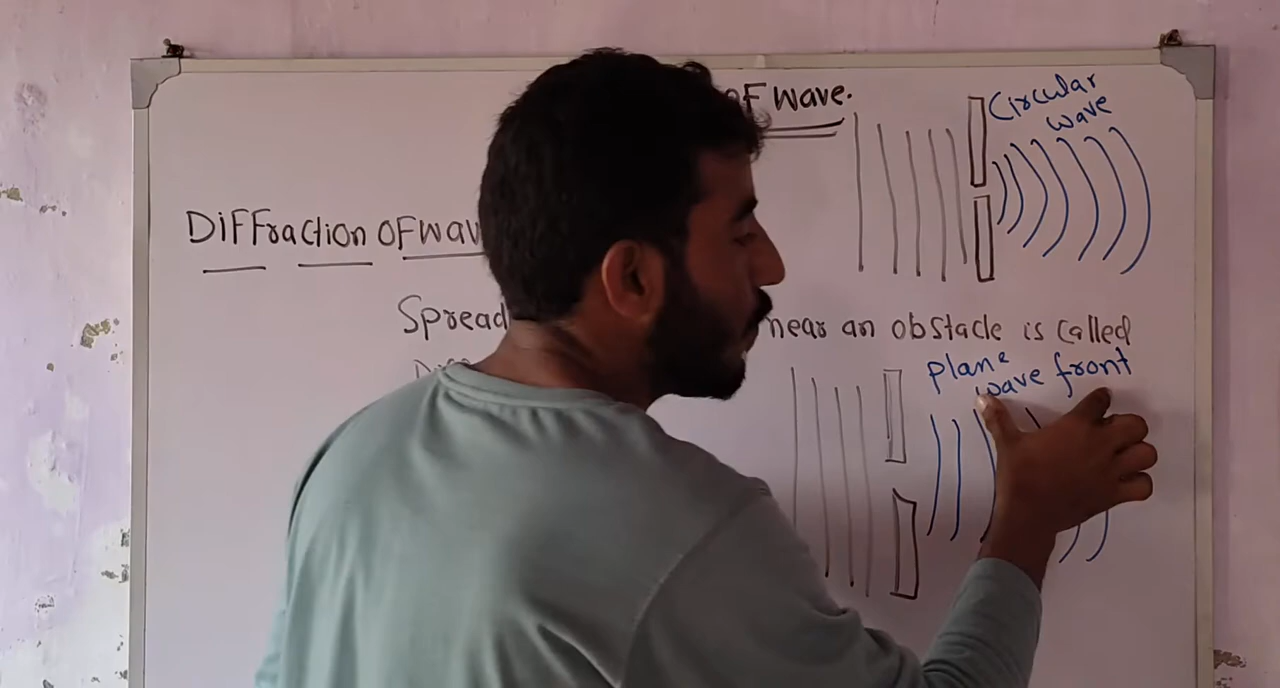 OF wave.
Circular
wave
Diffraction OF wav
Spread near an obstacle is called
plane
wave front